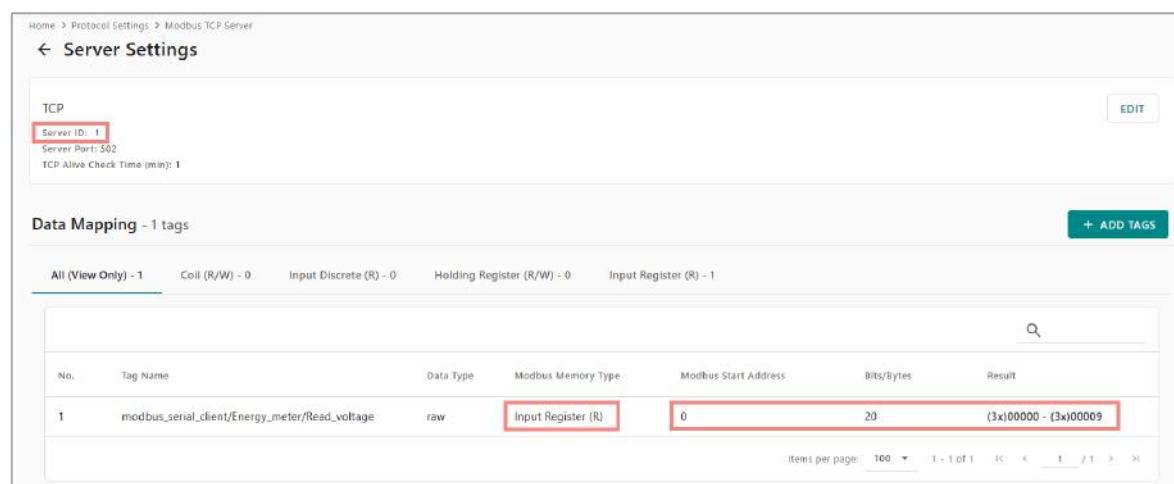 Home > Protocol Settings > Modbus TCP Server
← Server Settings
TCP
EDIT
Server ID: 1
Server Port: 502
TCP Alive Check Time (min): 1
Data Mapping - 1 tags
+ ADD TAGS
All (View Only) - 1 Coil (R/W) - 0 Input Discrete (R) - 0 Holding Register (R/W) - 0 Input Register (R) - 1
No. Tag Name Data Type Modbus Memory Type Modbus Start Address Bits/Bytes Result
1 modbus_serial_client/Energy_meter/Read_voltage raw Input Register (R) 0 20 (3x)00000 - (3x)00009
Items per page: 100 1 - 1 of 1 1 / 1